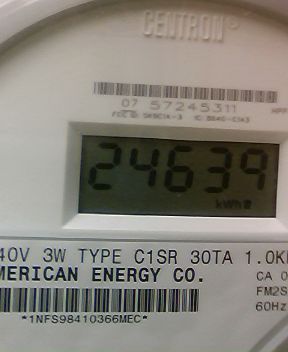 CENTRON®
07 57245311
24639
kWh
40V 3W TYPE C1SR 30TA 1.0K
MERICAN ENERGY CO.
CA 0
FM2S
60Hz
*1NFS98410366MEC*